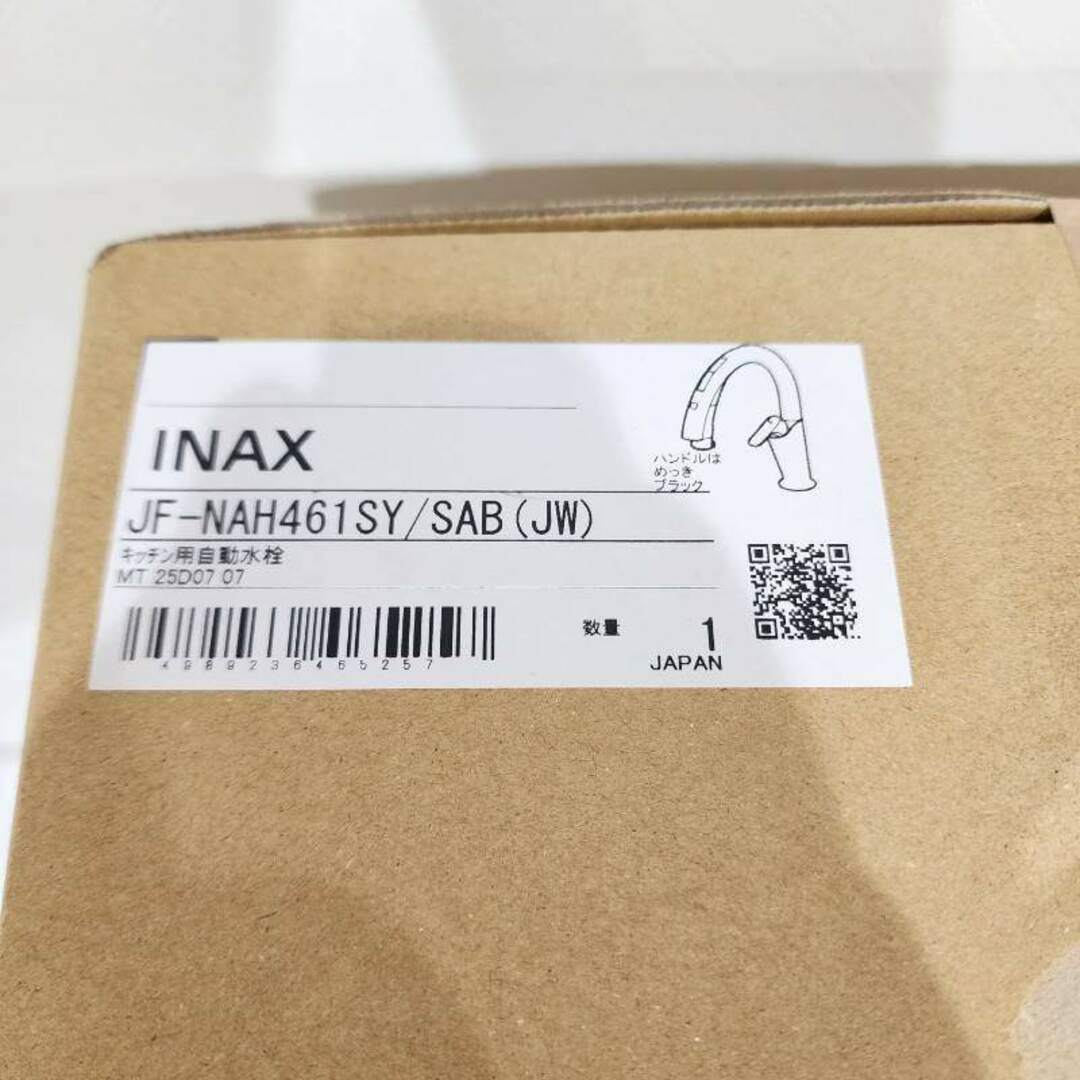 INAX
ハンドルは
めっき
ブラック
JF-NAH461SY/SAB(JW)
キッチン用自動水栓
MT 25D07 07
4989236465257
数量 1
JAPAN